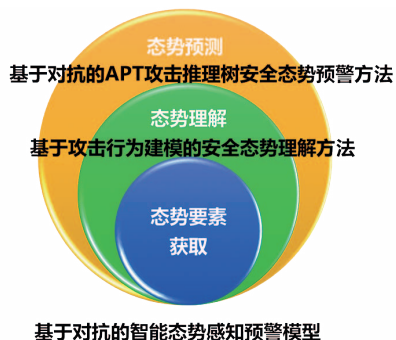 态势预测
基于对抗的APT攻击推理树安全态势预警方法
态势理解
基于攻击行为建模的安全态势理解方法
态势要素
获取
基于对抗的智能态势感知预警模型